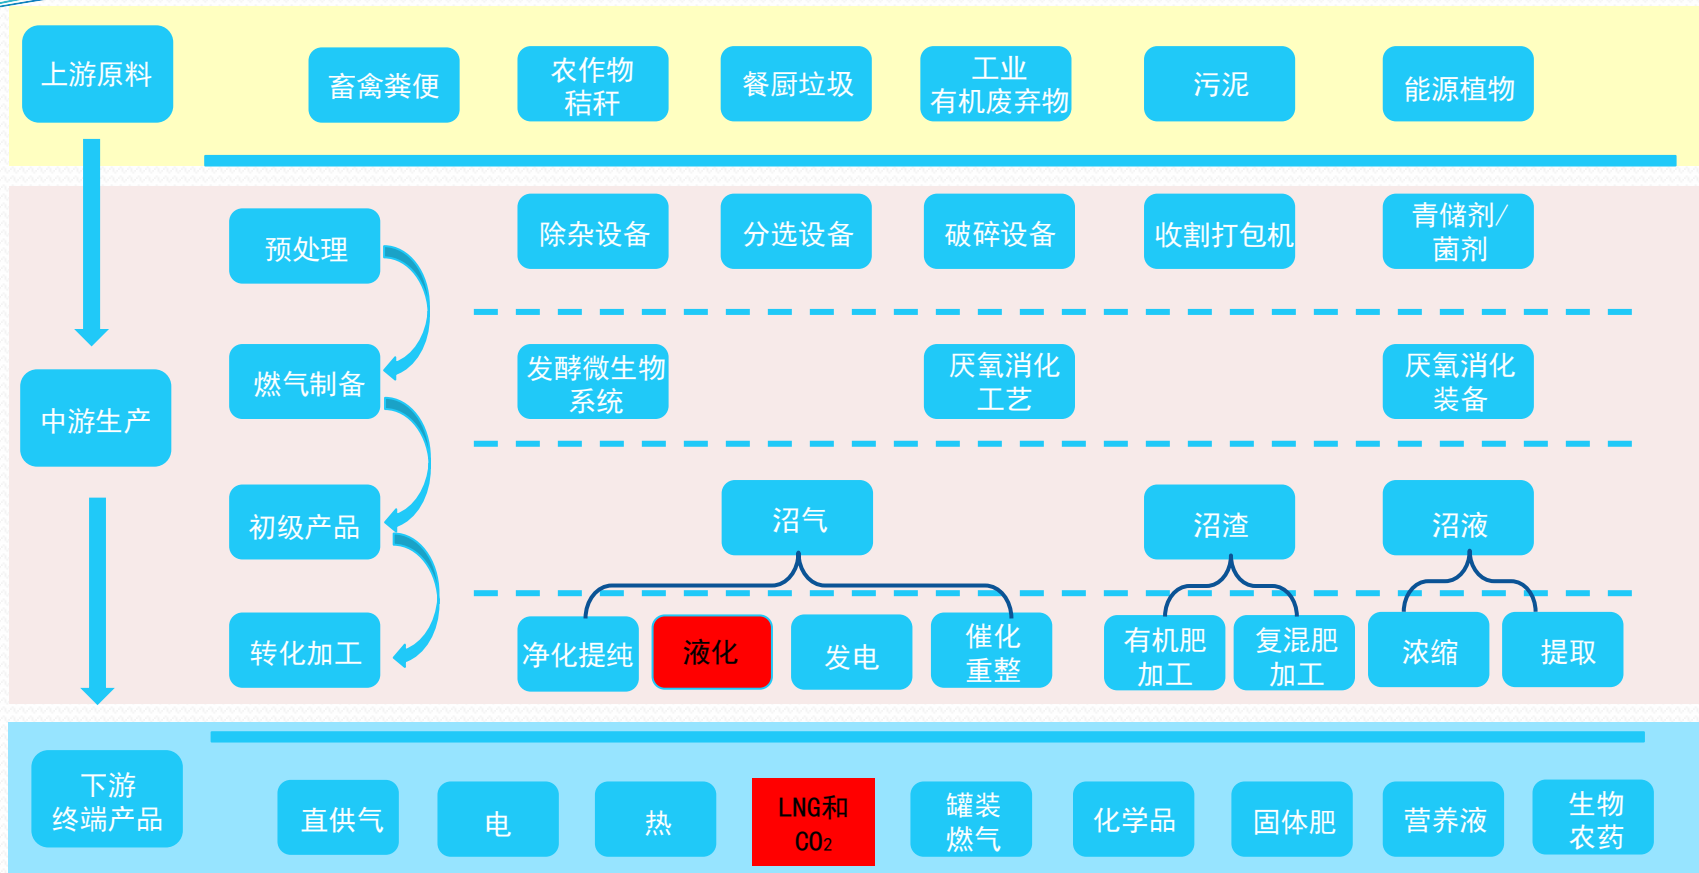 上游原料
畜禽粪便
农作物
秸秆
餐厨垃圾
工业
有机废弃物
污泥
能源植物
预处理
除杂设备
分选设备
破碎设备
收割打包机
青储剂/
菌剂
中游生产
燃气制备
发酵微生物
系统
厌氧消化
工艺
厌氧消化
装备
初级产品
沼气
沼渣
沼液
转化加工
净化提纯
液化
发电
催化
重整
有机肥
加工
复混肥
加工
浓缩
提取
下游
终端产品
直供气
电
热
LNG和
CO₂
罐装
燃气
化学品
固体肥
营养液
生物
农药